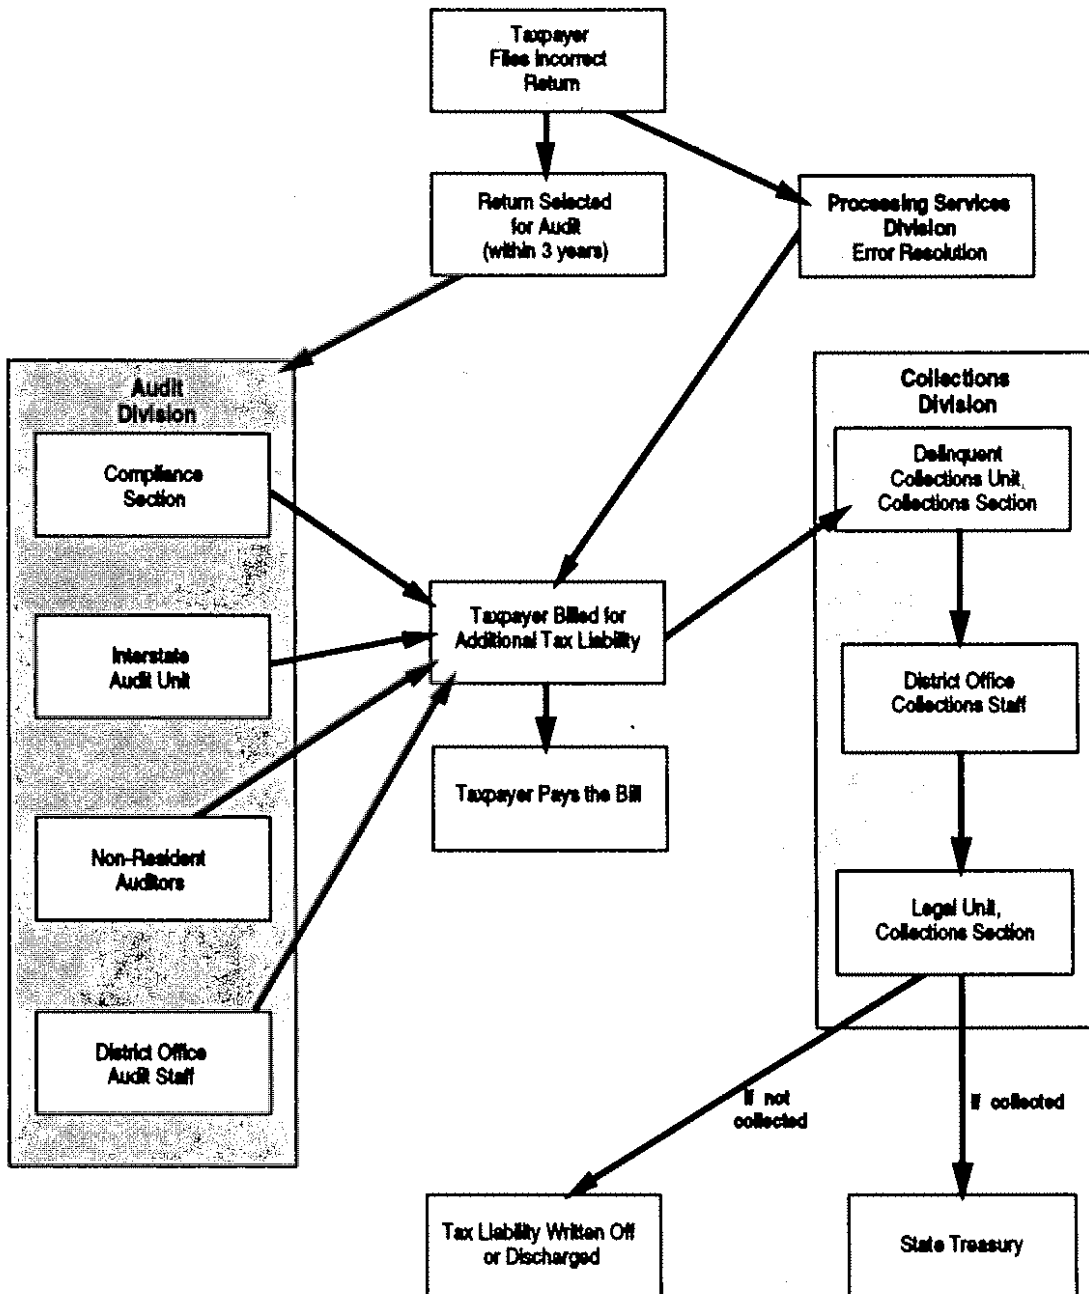 Taxpayer
Files Incorrect
Return
Return Selected
for Audit
(within 3 years)
Processing Services
Division
Error Resolution
Audit
Division
Compliance
Section
Interstate
Audit Unit
Non-Resident
Auditors
District Office
Audit Staff
Taxpayer Billed for
Additional Tax Liability
Taxpayer Pays the Bill
Collections
Division
Delinquent
Collections Unit,
Collections Section
District Office
Collections Staff
Legal Unit,
Collections Section
If not
collected
If collected
Tax Liability Written Off
or Discharged
State Treasury